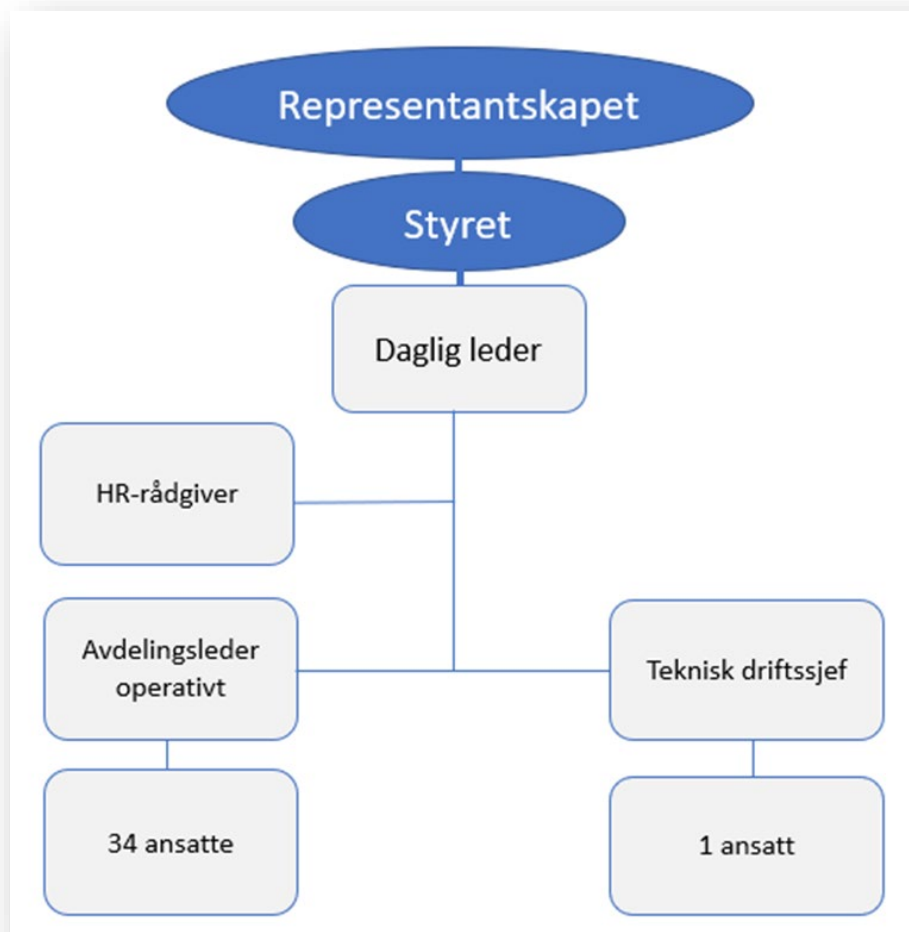 Representantskapet
Styret
Daglig leder
HR-rådgiver
Avdelingsleder
operativt
Teknisk driftssjef
34 ansatte
1 ansatt